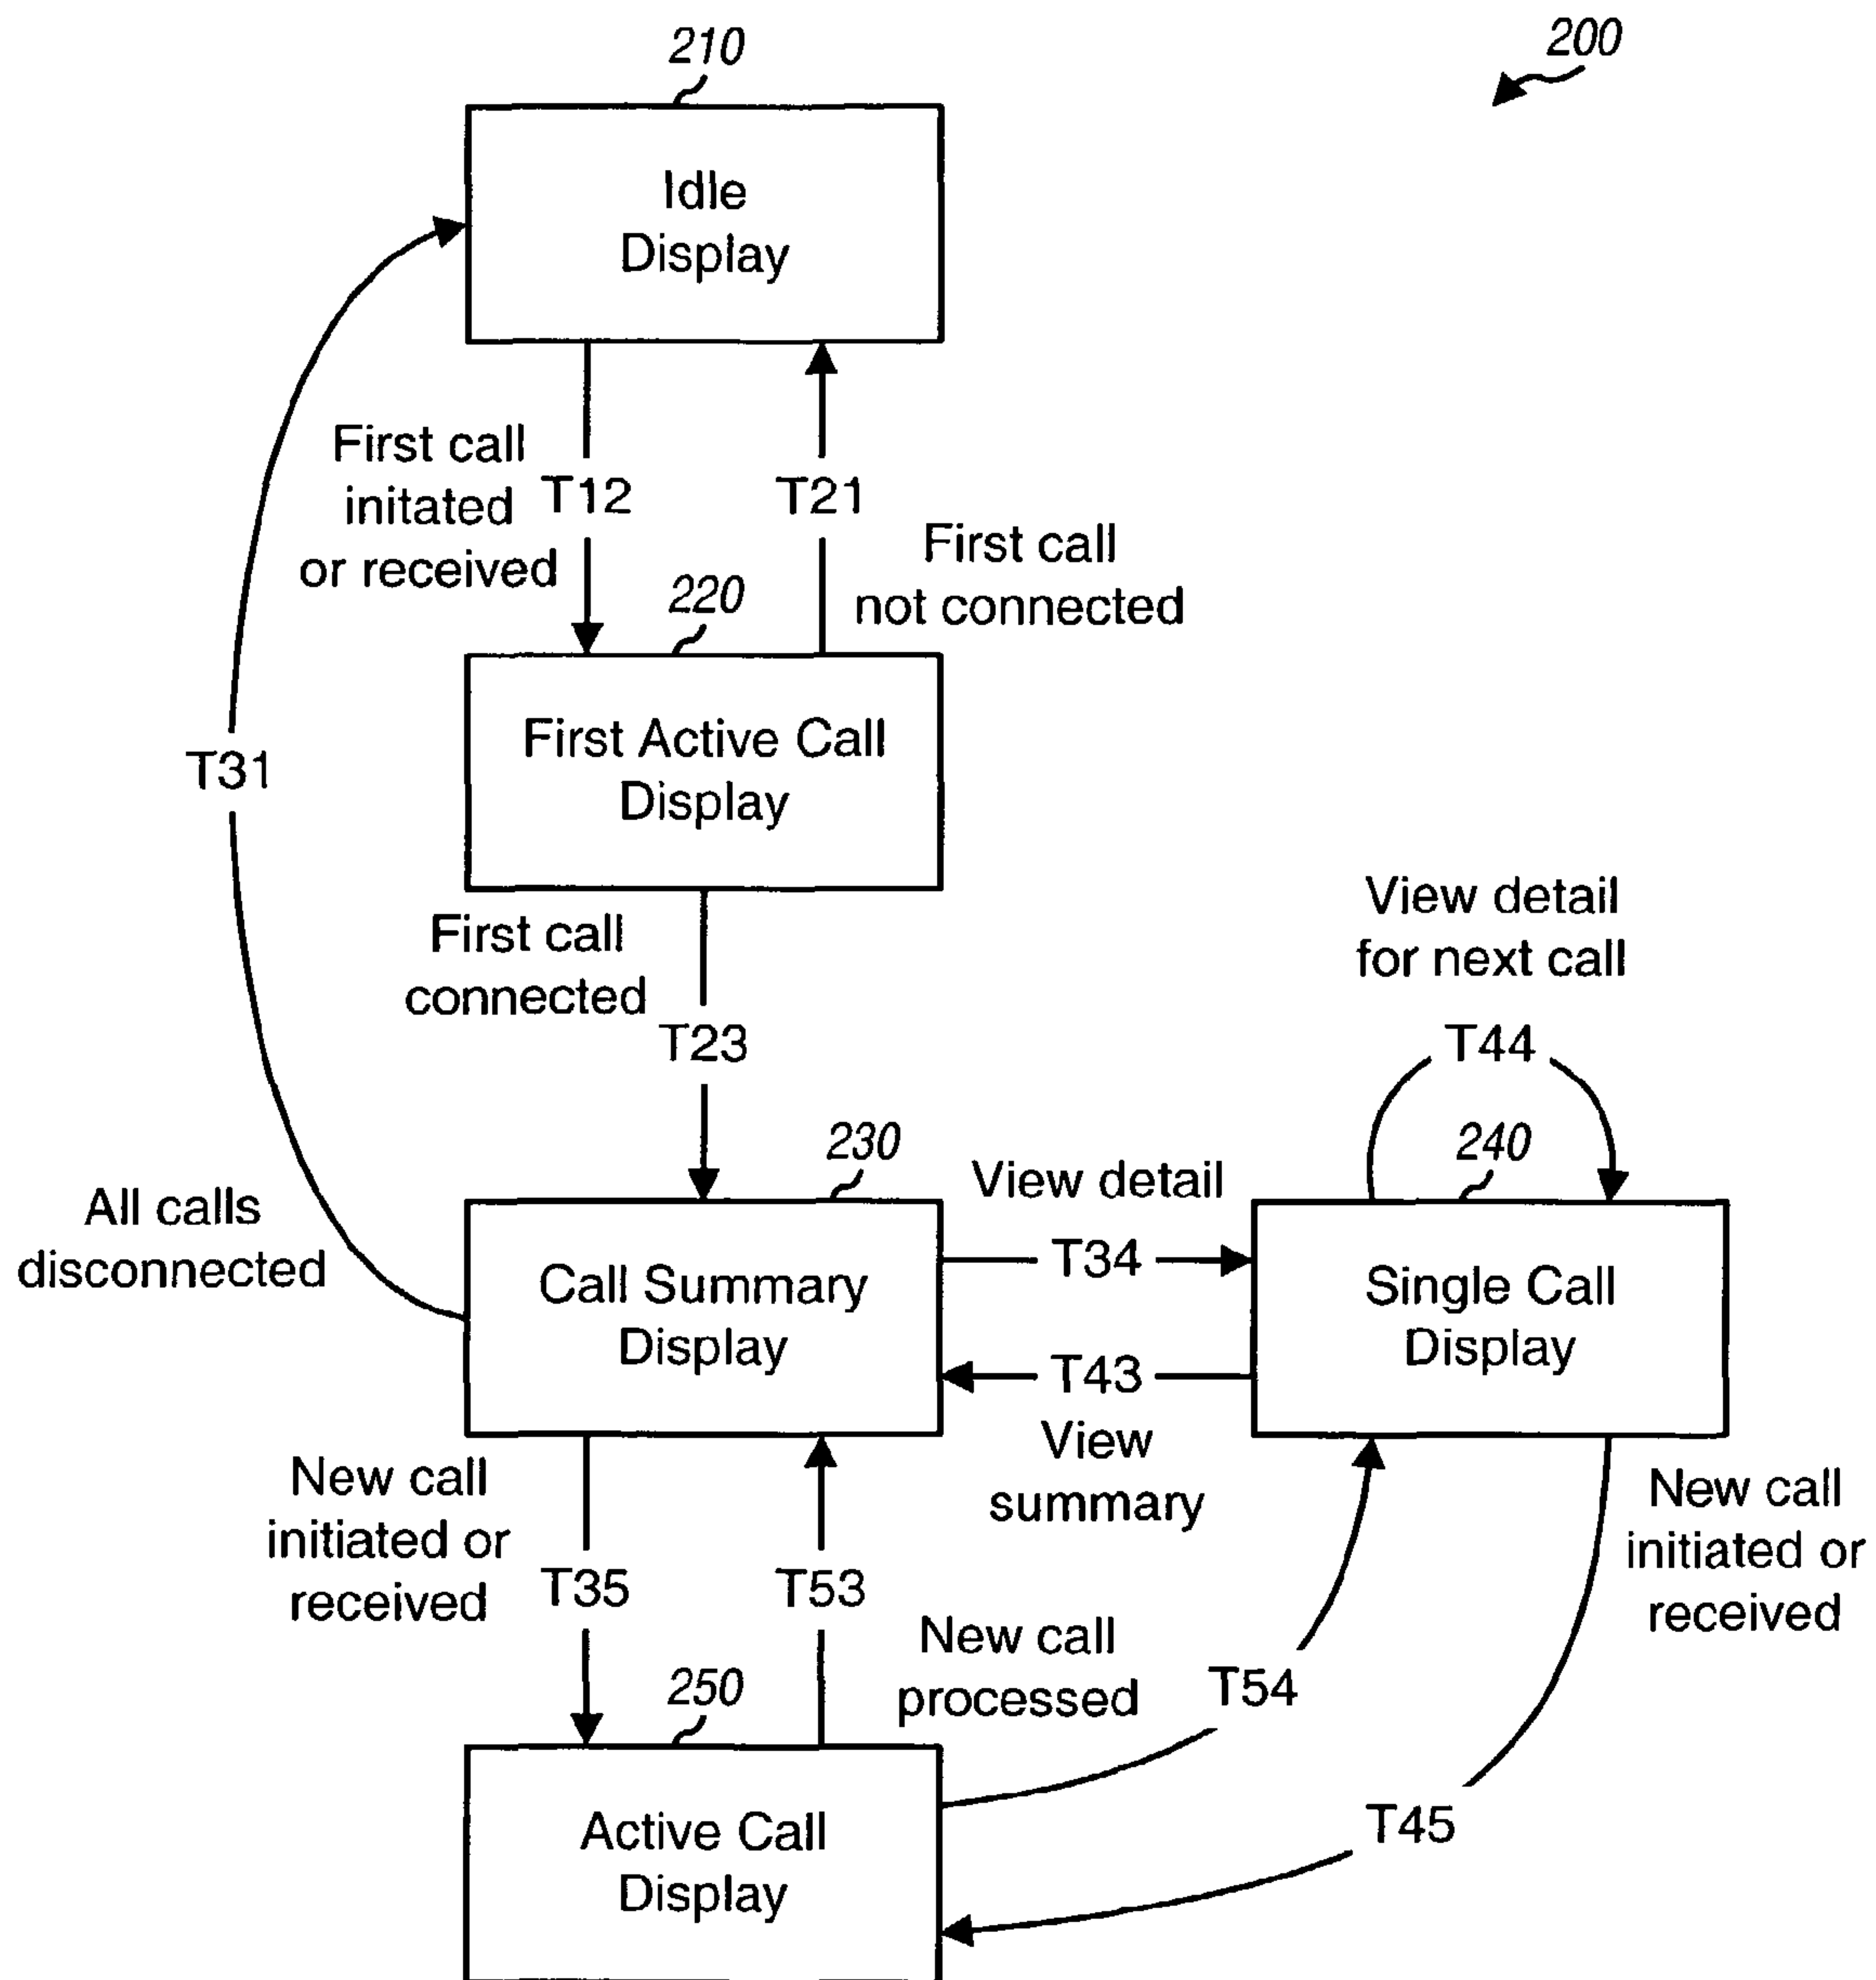 210
200
Idle
Display
First call
initated
or received
T12
T21
First call
not connected
220
First Active Call
Display
T31
First call
connected
T23
View detail
for next call
T44
230
240
All calls
disconnected
View detail
Call Summary
Display
T34
T43
Single Call
Display
View
summary
New call
initiated or
received
T35
T53
New call
initiated or
received
New call
processed
T54
250
Active Call
Display
T45